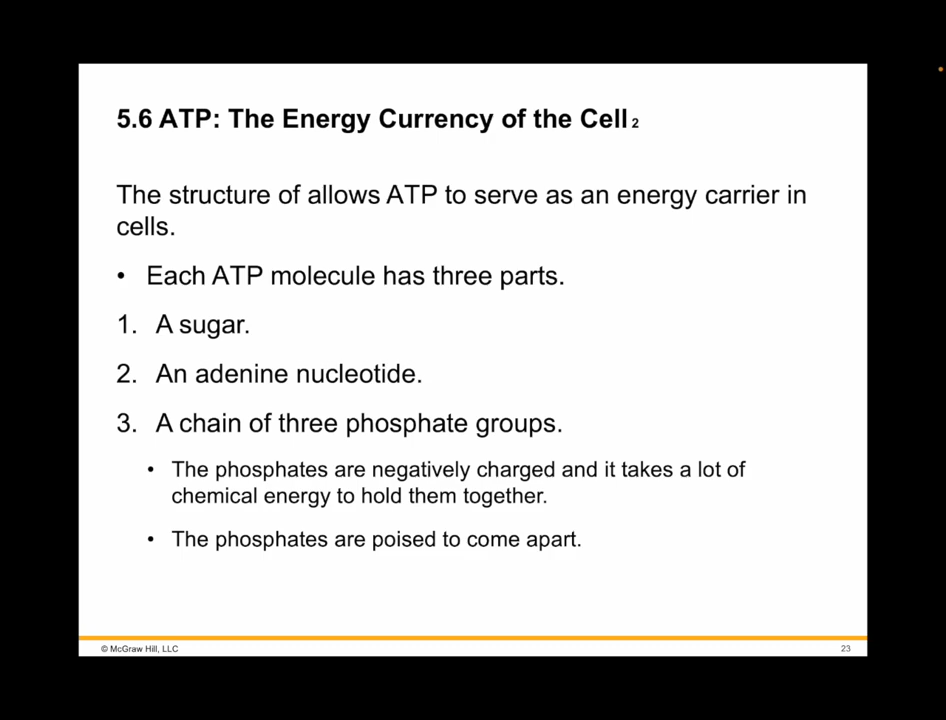 5.6 ATP: The Energy Currency of the Cell 2
The structure of allows ATP to serve as an energy carrier in
cells.
• Each ATP molecule has three parts.
1. A sugar.
2. An adenine nucleotide.
3. A chain of three phosphate groups.
• The phosphates are negatively charged and it takes a lot of
chemical energy to hold them together.
• The phosphates are poised to come apart.
© McGraw Hill, LLC
23